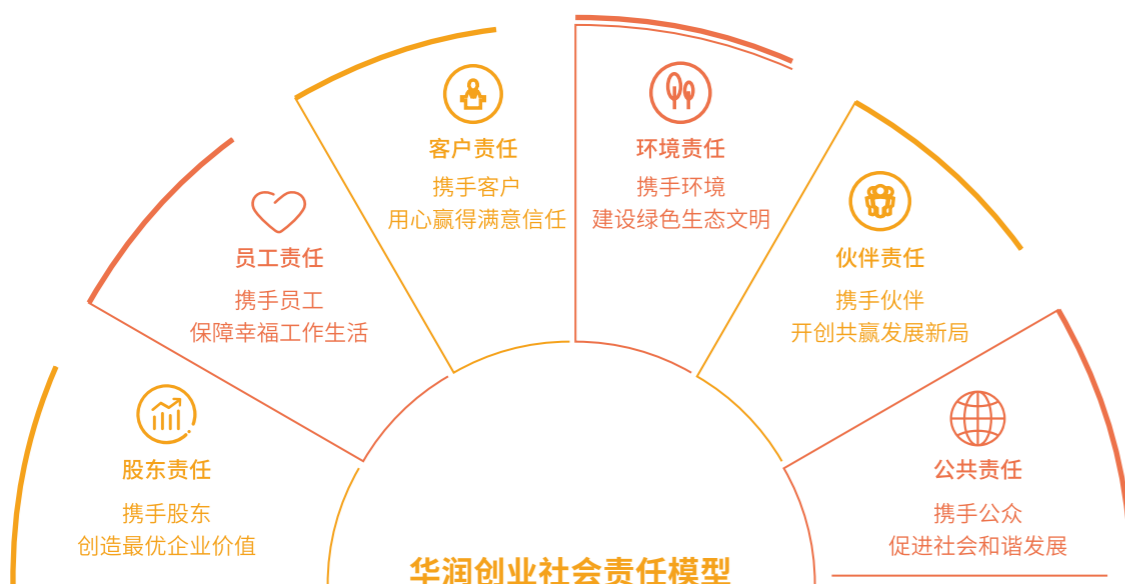 客户责任
携手客户
用心赢得满意信任
环境责任
携手环境
建设绿色生态文明
员工责任
携手员工
保障幸福工作生活
伙伴责任
携手伙伴
开创共赢发展新局
股东责任
携手股东
创造最优企业价值
公共责任
携手公众
促进社会和谐发展
华润创业社会责任模型